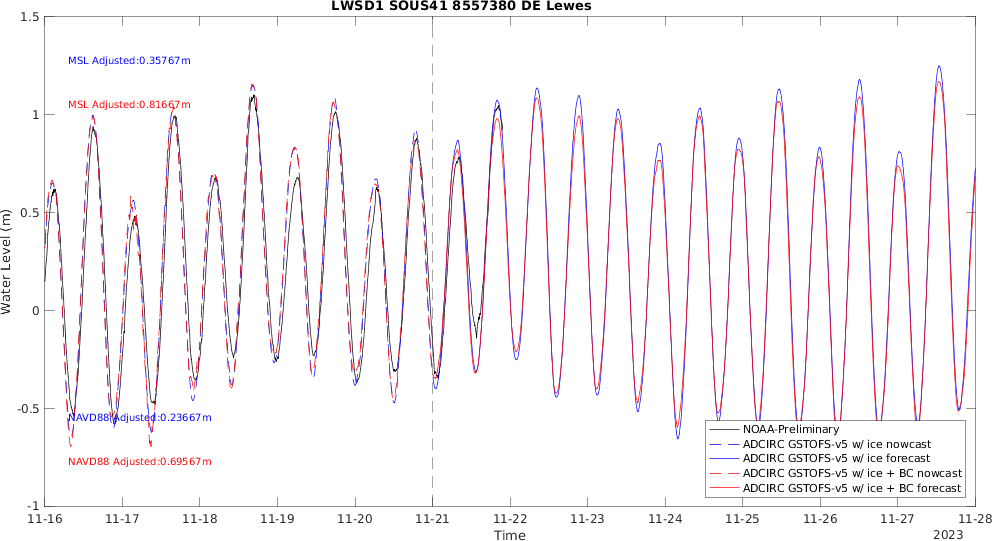 LWSD1 SOUS41 8557380 DE Lewes
1.5
1
0.5
0
-0.5
-1
Water Level (m)
MSL Adjusted:0.35767m
MSL Adjusted:0.81667m
NAVD88 Adjusted:0.23667m
NAVD88 Adjusted:0.69567m
NOAA-Preliminary
ADCIRC GSTOFS-v5 w/ ice nowcast
ADCIRC GSTOFS-v5 w/ ice forecast
ADCIRC GSTOFS-v5 w/ ice + BC nowcast
ADCIRC GSTOFS-v5 w/ ice + BC forecast
11-16 11-17 11-18 11-19 11-20 11-21 11-22 11-23 11-24 11-25 11-26 11-27 11-28
Time
2023